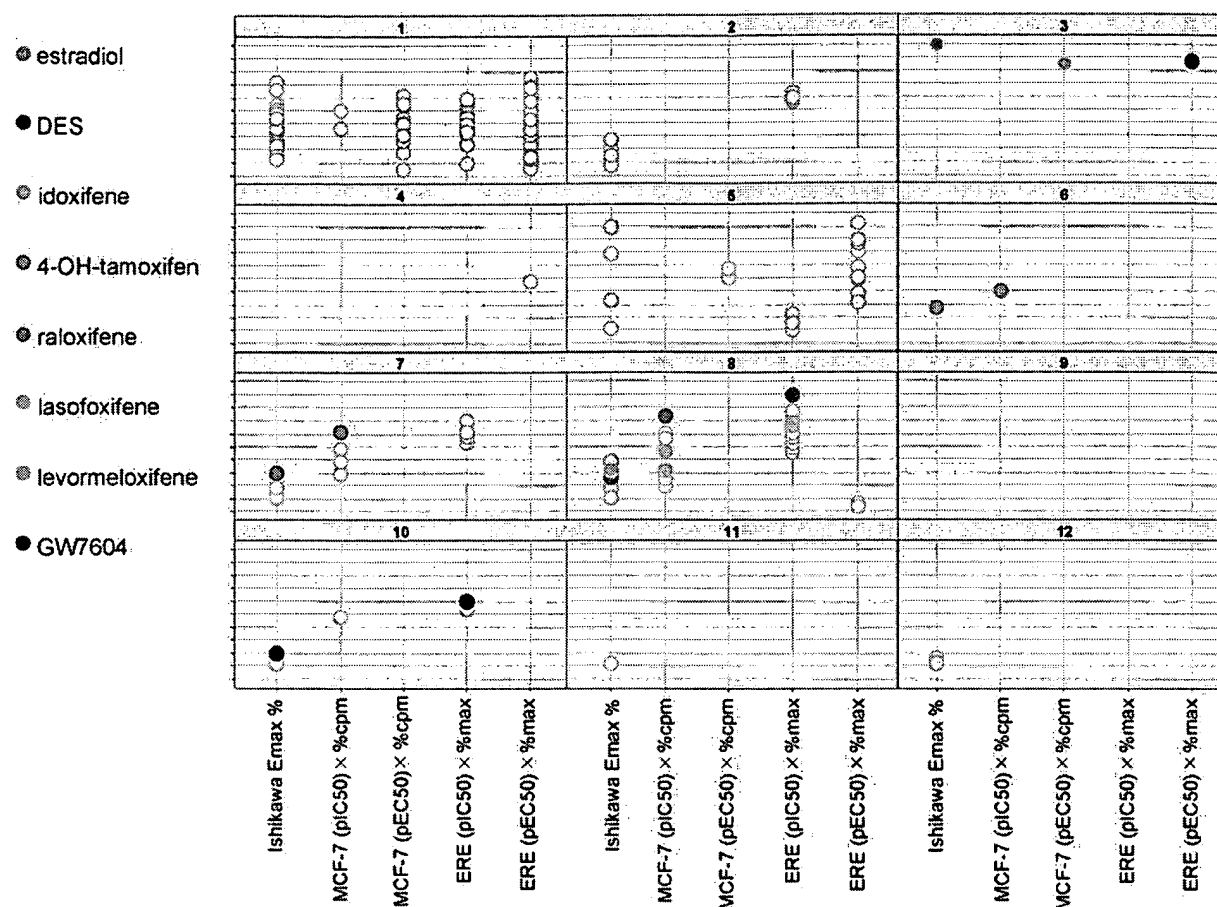 estradiol
DES
idoxifene
4-OH-tamoxifen
raloxifene
lasofoxifene
levormeloxifene
GW7604
1
2
3
4
5
6
7
8
9
10
11
12
Ishikawa Emax %
MCF-7 (pIC50) × %cpm
MCF-7 (pEC50) × %cpm
ERE (pIC50) × %max
ERE (pEC50) × %max
Ishikawa Emax %
MCF-7 (pIC50) × %cpm
MCF-7 (pEC50) × %cpm
ERE (pIC50) × %max
ERE (pEC50) × %max
Ishikawa Emax %
MCF-7 (pIC50) × %cpm
MCF-7 (pEC50) × %cpm
ERE (pIC50) × %max
ERE (pEC50) × %max